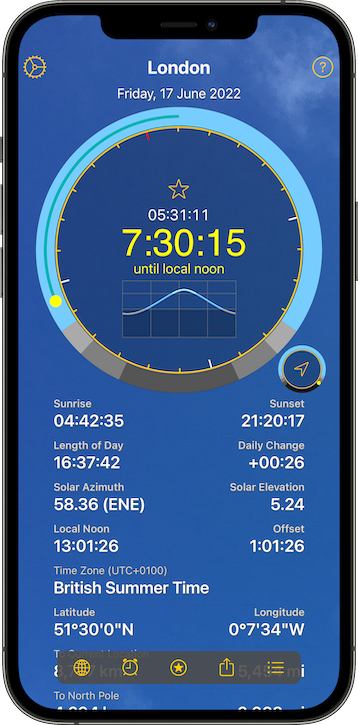 London
Friday, 17 June 2022
05:31:11
7:30:15
until local noon
Sunrise Sunset
04:42:35 21:20:17
Length of Day Daily Change
16:37:42 +00:26
Solar Azimuth Solar Elevation
58.36 (ENE) 5.24
Local Noon Offset
13:01:26 1:01:26
Time Zone (UTC+0100)
British Summer Time
Latitude Longitude
51°30'0"N 0°7'34"W
To Current Location
mi
To North Pole